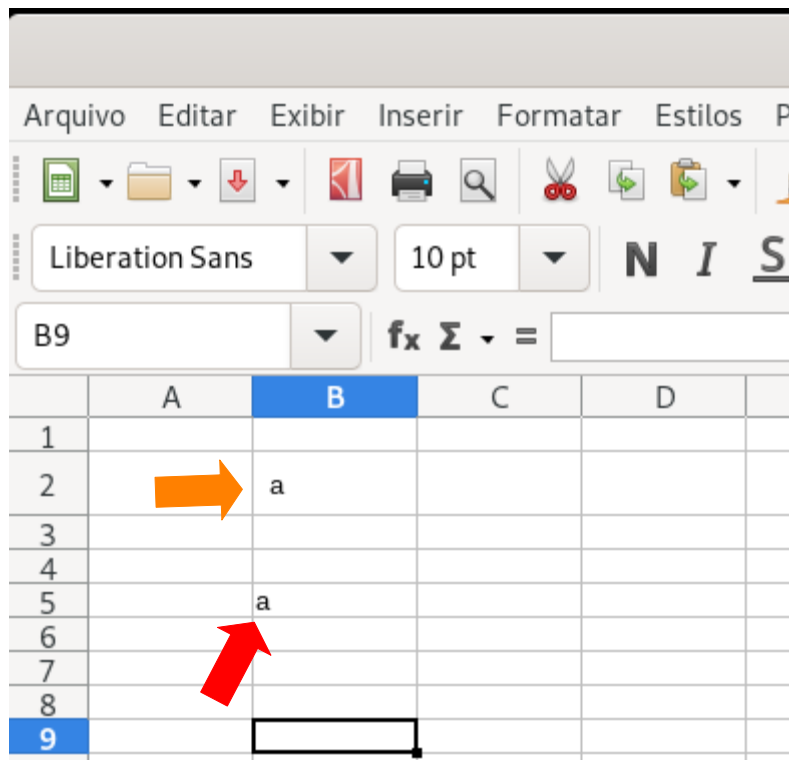 Arquivo Editar Exibir Inserir Formatar Estilos P
Liberation Sans 10 pt N I S
B9 fx Σ =
A B C D
1
2 a
3
4
5 a
6
7
8
9